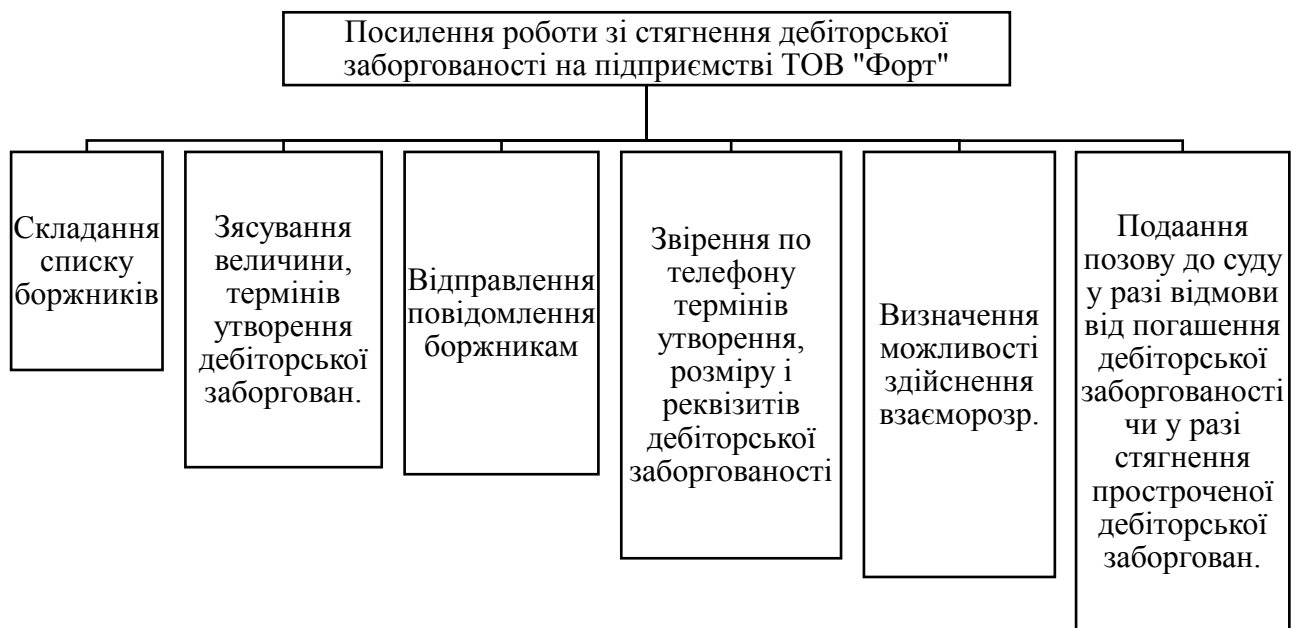 Посилення роботи зі стягнення дебіторської
заборгованості на підприємстві ТОВ "Форт"
Складання
списку
боржників
Зясування
величини,
термінів
утворення
дебіторської
заборгован.
Відправлення
повідомлення
боржникам
Звірення по
телефону
термінів
утворення,
розміру і
реквізитів
дебіторської
заборгованості
Визначення
можливості
здійснення
взаєморозр.
Подаання
позову до суду
у разі відмови
від погашення
дебіторської
заборгованості
чи у разі
стягнення
простроченої
дебіторської
заборгован.